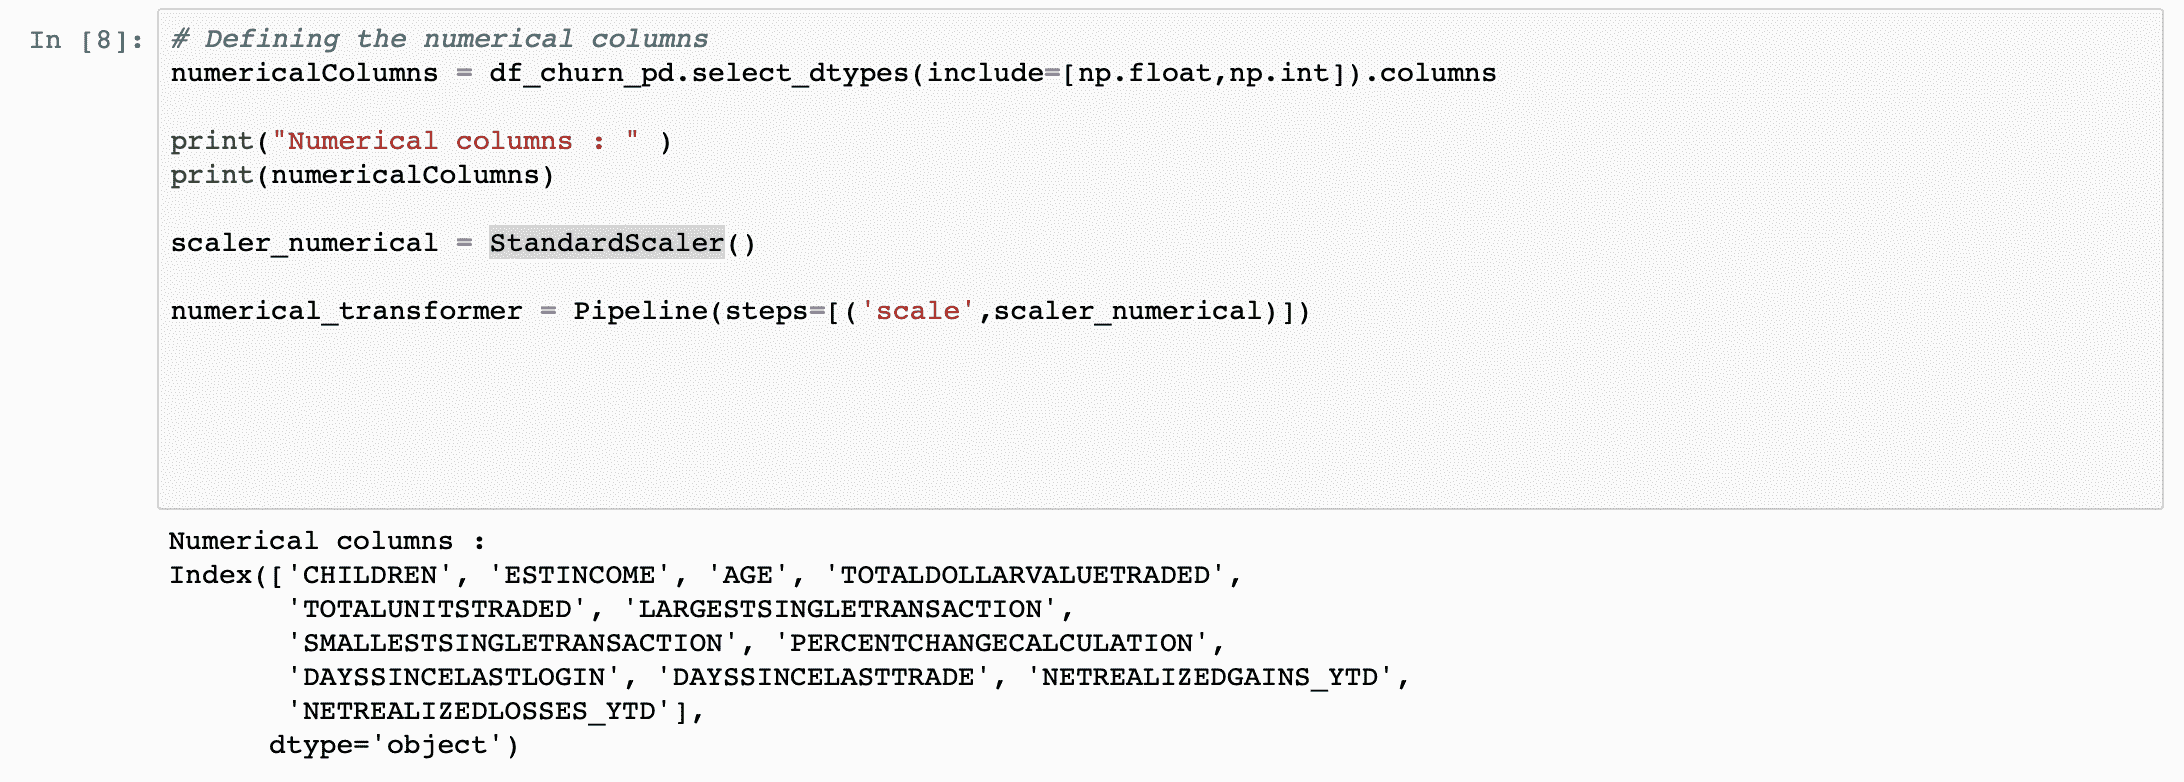 In [8]: # Defining the numerical columns
numericalColumns = df_churn_pd.select_dtypes(include=[np.float,np.int]).columns
print("Numerical columns : " )
print(numericalColumns)
scaler_numerical = StandardScaler()
numerical_transformer = Pipeline(steps=[('scale',scaler_numerical)])
Numerical columns :
Index(['CHILDREN', 'ESTINCOME', 'AGE', 'TOTALDOLLARVALUETRADED',
'TOTALUNITSTRADED', 'LARGESTSINGLETRANSACTION',
'SMALLESTSINGLETRANSACTION', 'PERCENTCHANGECALCULATION',
'DAYSSINCELASTLOGIN', 'DAYSSINCELASTTRADE', 'NETREALIZEDGAINS_YTD',
'NETREALIZEDLOSSES_YTD'],
dtype='object')